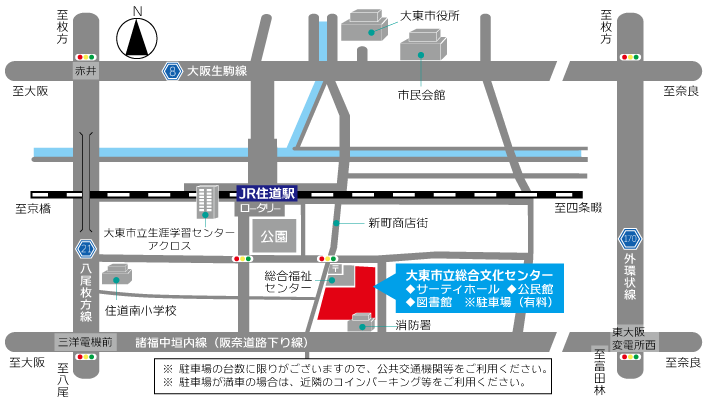 至枚方
N
大東市役所
至枚方
赤井
8
大阪生駒線
市民会館
至大阪
至奈良
JR住道駅
ロータリー
至京橋
至四条畷
大東市立生涯学習センター
アクロス
公園
新町商店街
21
八尾枚方線
170
外環状線
総合福祉
センター
〒
大東市立総合文化センター
◆サーティホール ◆公民館
◆図書館 ※駐車場(有料)
住道南小学校
消防署
三洋電機前
諸福中垣内線(阪奈道路下り線)
東大阪
変電所西
至大阪
至八尾
至富田林
至奈良
※ 駐車場の台数に限りがございますので、公共交通機関等をご利用ください。
※ 駐車場が満車の場合は、近隣のコインパーキング等をご利用ください。